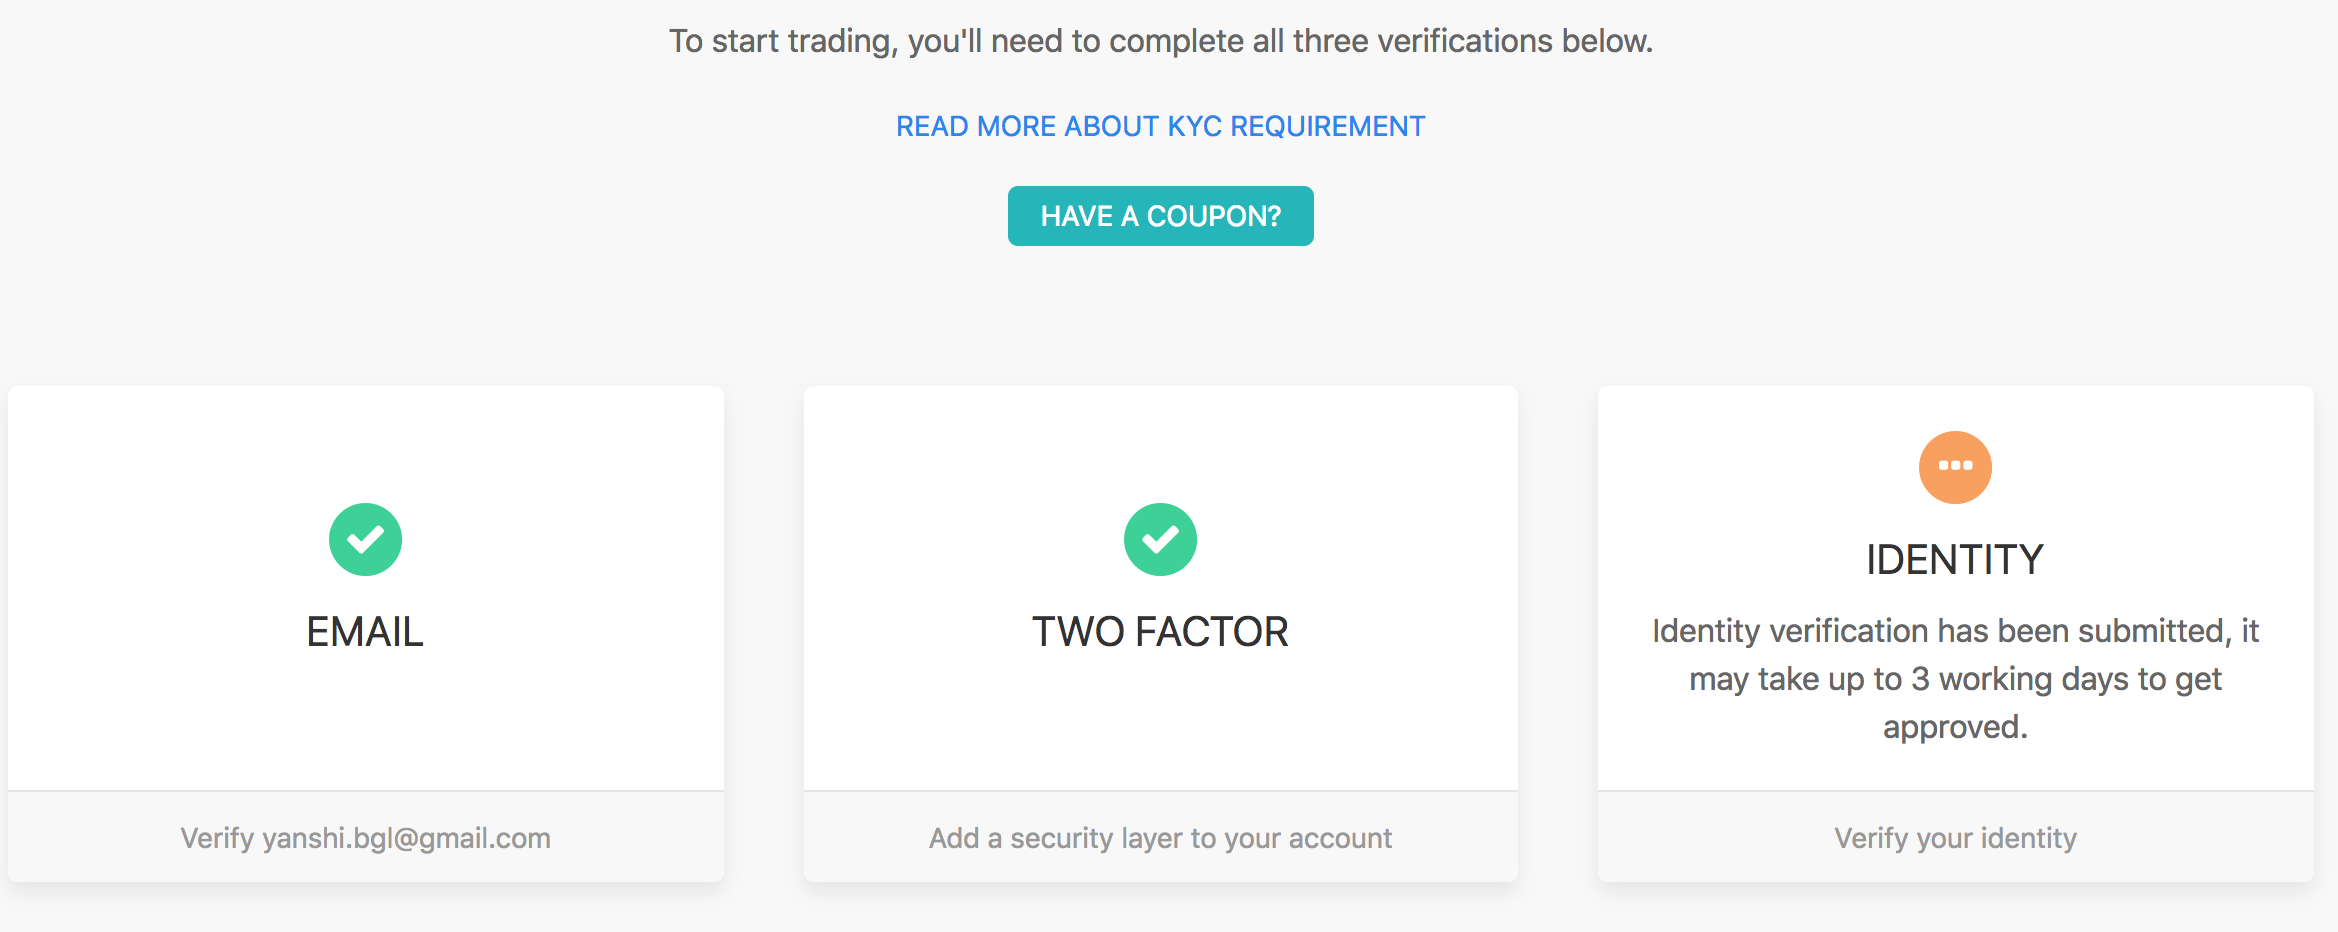 To start trading, you'll need to complete all three verifications below.
READ MORE ABOUT KYC REQUIREMENT
HAVE A COUPON?
EMAIL
Verify yanshi.bgl@gmail.com
TWO FACTOR
Add a security layer to your account
IDENTITY
Identity verification has been submitted, it
may take up to 3 working days to get
approved.
Verify your identity